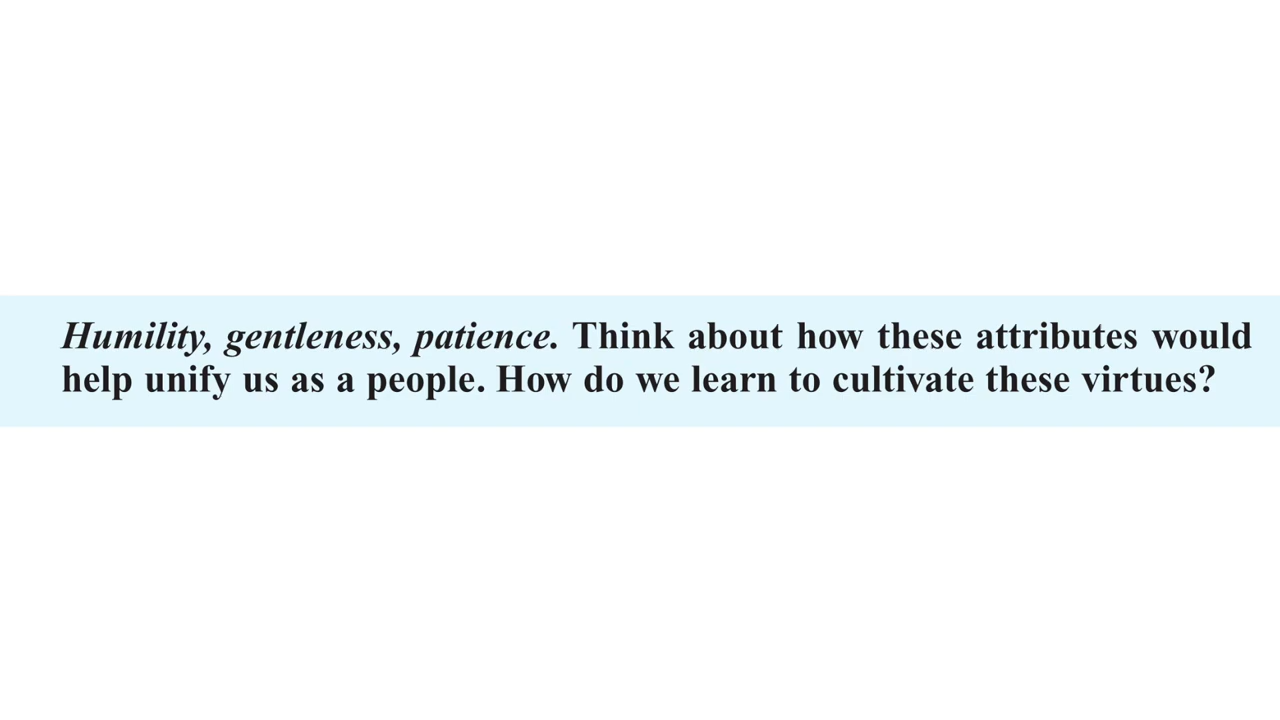 Humility, gentleness, patience. Think about how these attributes would
help unify us as a people. How do we learn to cultivate these virtues?